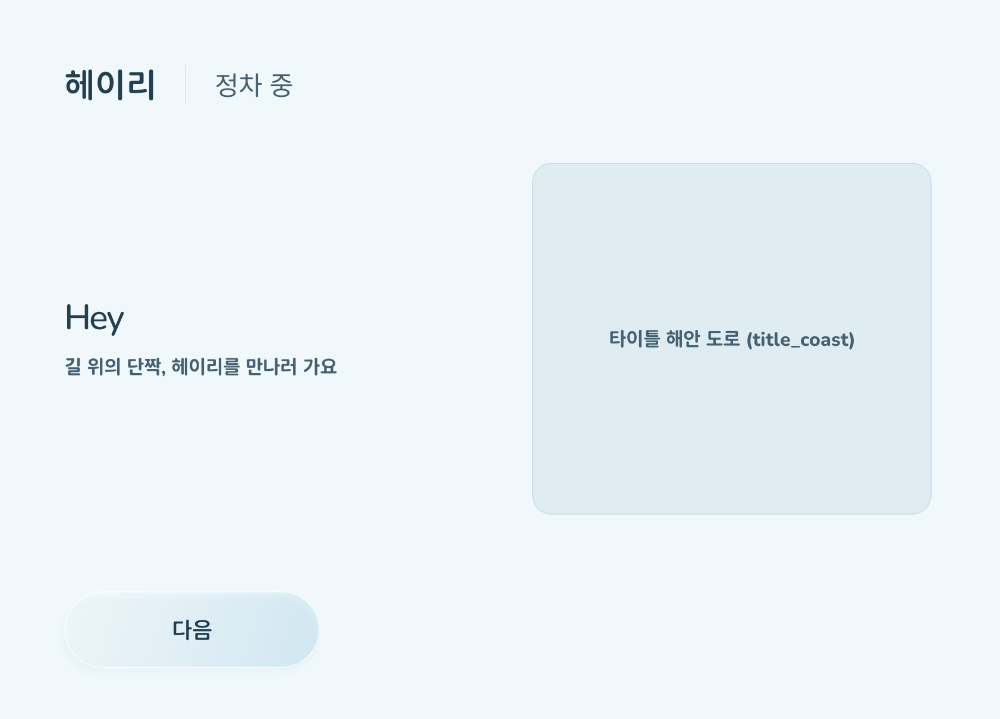 헤이리
정차 중
Hey
길 위의 단짝, 헤이리를 만나러 가요
타이틀 해안 도로 (title_coast)
다음